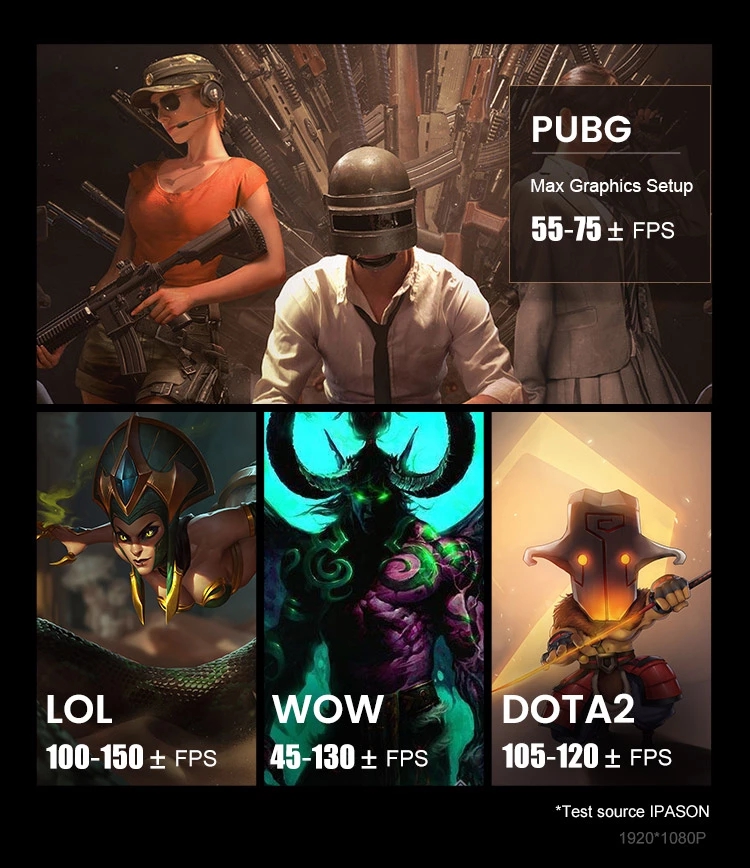 PUBG
Max Graphics Setup
55-75 ± FPS
LOL
100-150 ± FPS
WOW
45-130 ± FPS
DOTA2
105-120 ± FPS
*Test source IPASON
1920*1080P